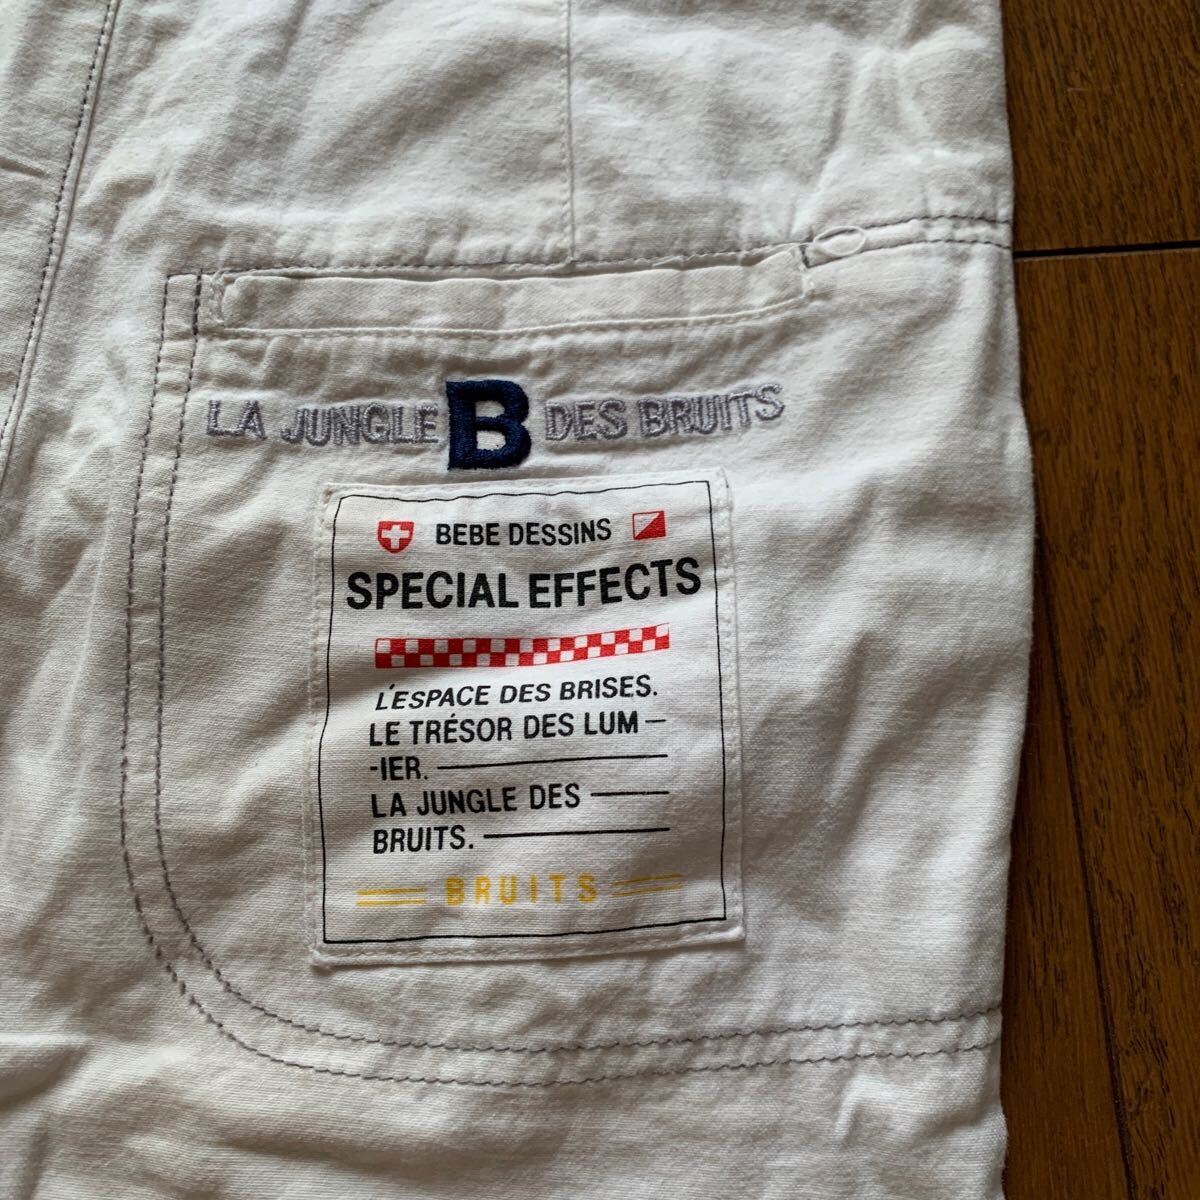 LA JUNGLE B DES BRUITS
BEBE DESSINS
SPECIAL EFFECTS
L'ESPACE DES BRISES.
LE TRÉSOR DES LUM —
-IER.
LA JUNGLE DES
BRUITS.
BRUITS